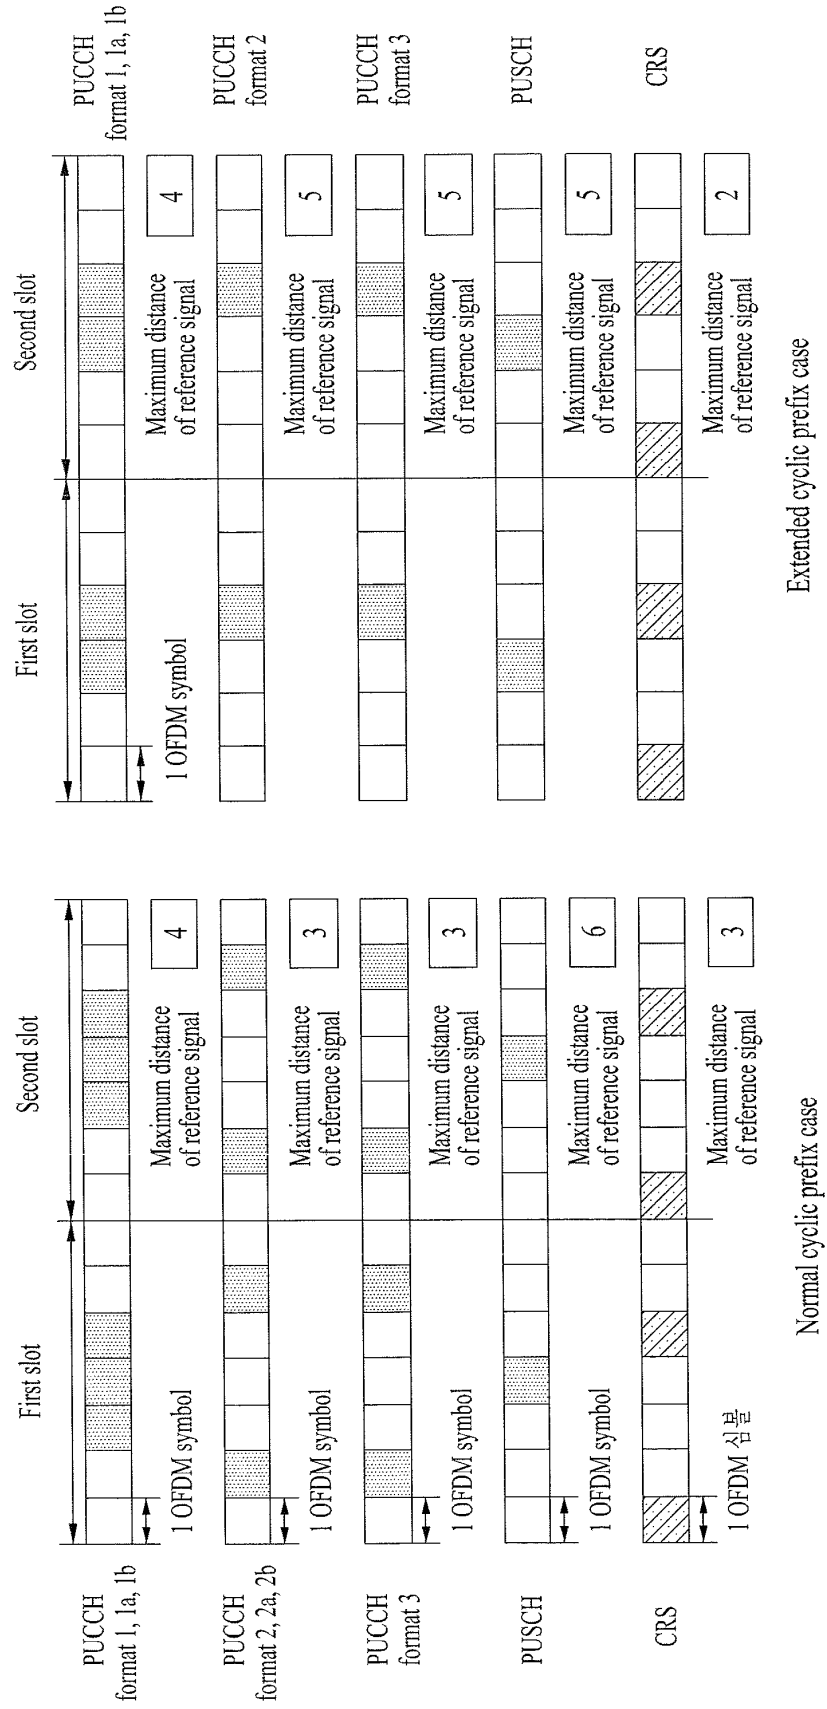 First slot
Second slot
PUCCH
format 1, 1a, 1b
1 OFDM symbol
Maximum distance
of reference signal
4
PUCCH
format 2, 2a, 2b
1 OFDM symbol
Maximum distance
of reference signal
3
PUCCH
format 3
1 OFDM symbol
Maximum distance
of reference signal
3
PUSCH
1 OFDM symbol
Maximum distance
of reference signal
6
CRS
1 OFDM 심볼
Maximum distance
of reference signal
3
Normal cyclic prefix case
First slot
Second slot
PUCCH
format 1, 1a, 1b
1 OFDM symbol
Maximum distance
of reference signal
4
PUCCH
format 2
Maximum distance
of reference signal
5
PUCCH
format 3
Maximum distance
of reference signal
5
PUSCH
Maximum distance
of reference signal
5
CRS
Maximum distance
of reference signal
2
Extended cyclic prefix case